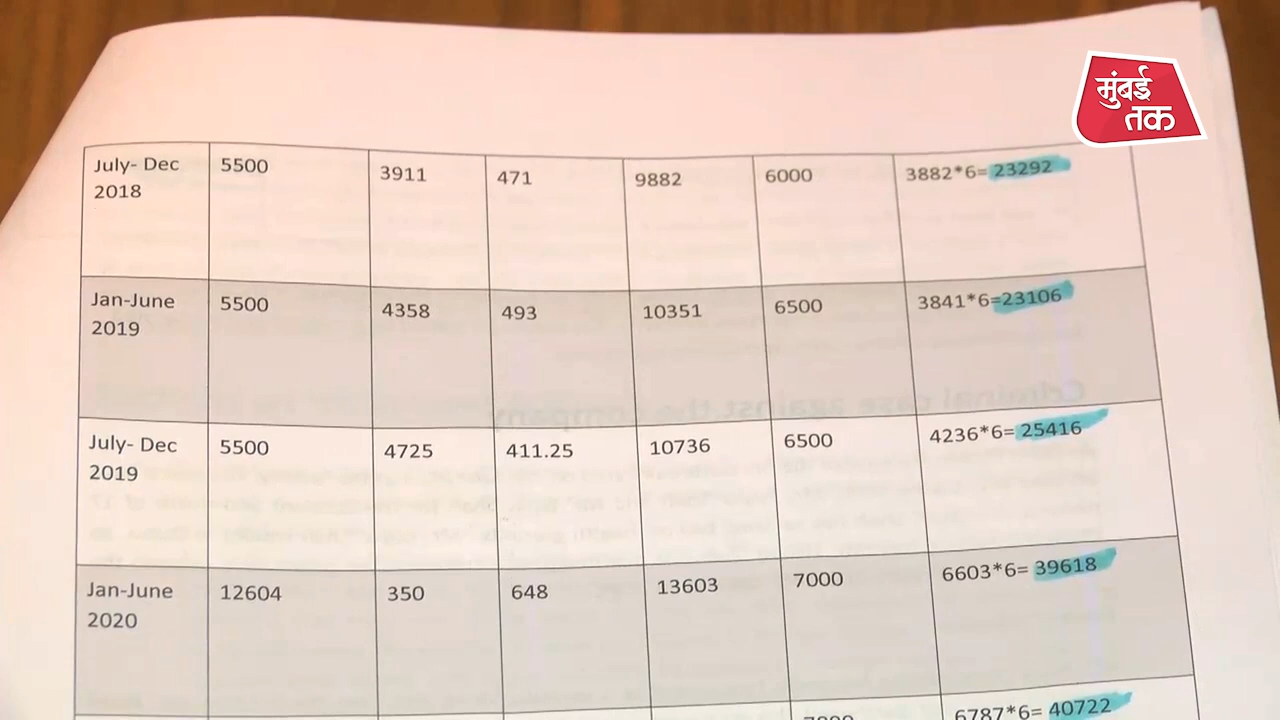 मुंबई
तक
July- Dec 2018 5500 3911 471 9882 6000 3882*6= 23292
Jan-June 2019 5500 4358 493 10351 6500 3841*6=23106
July- Dec 2019 5500 4725 411.25 10736 6500 4236*6= 25416
Jan-June 2020 12604 350 648 13603 7000 6603*6= 39618
6787*6= 40722